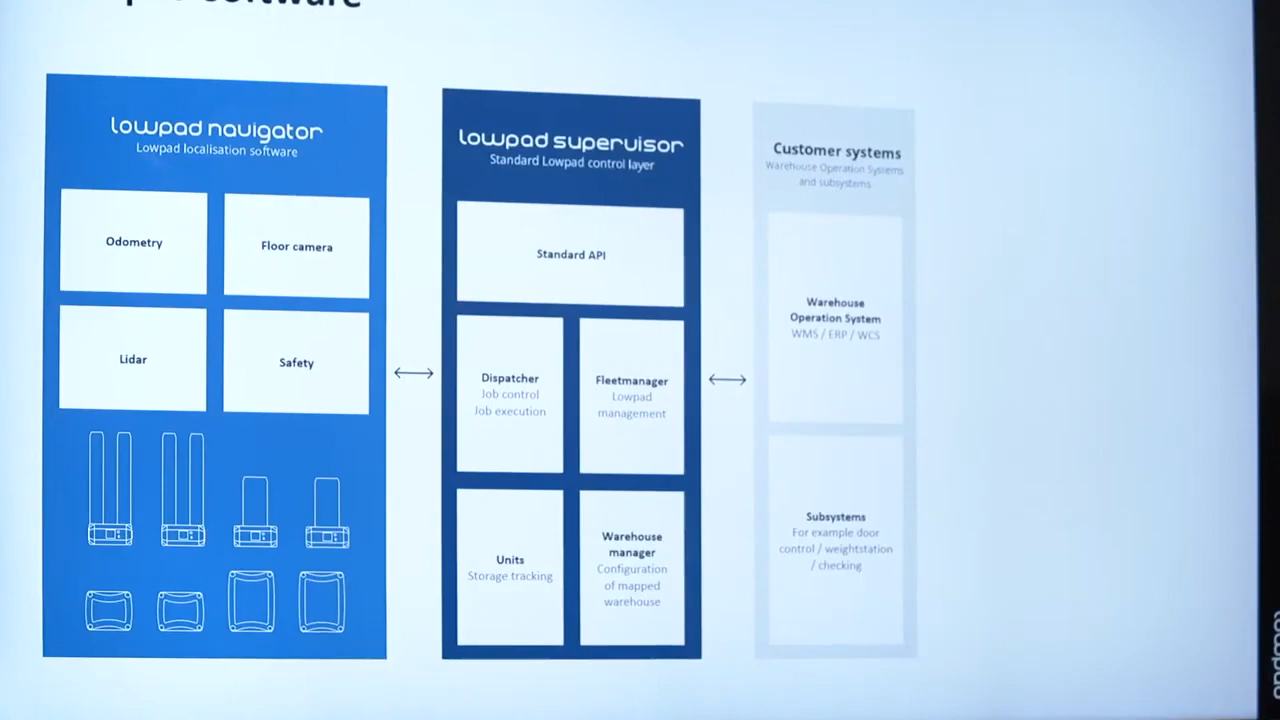 software
lowpad navigator
Lowpad localisation software
Odometry
Floor camera
Lidar
Safety
lowpad supervisor
Standard Lowpad control layer
Standard API
Dispatcher
Job control
Job execution
Fleetmanager
Lowpad
management
Units
Storage tracking
Warehouse
manager
Configuration
of mapped
warehouse
Customer systems
Warehouse Operation Systems
and subsystems
Warehouse
Operation System
WMS / ERP / WCS
Subsystems
For example door
control / weightstation
/ checking